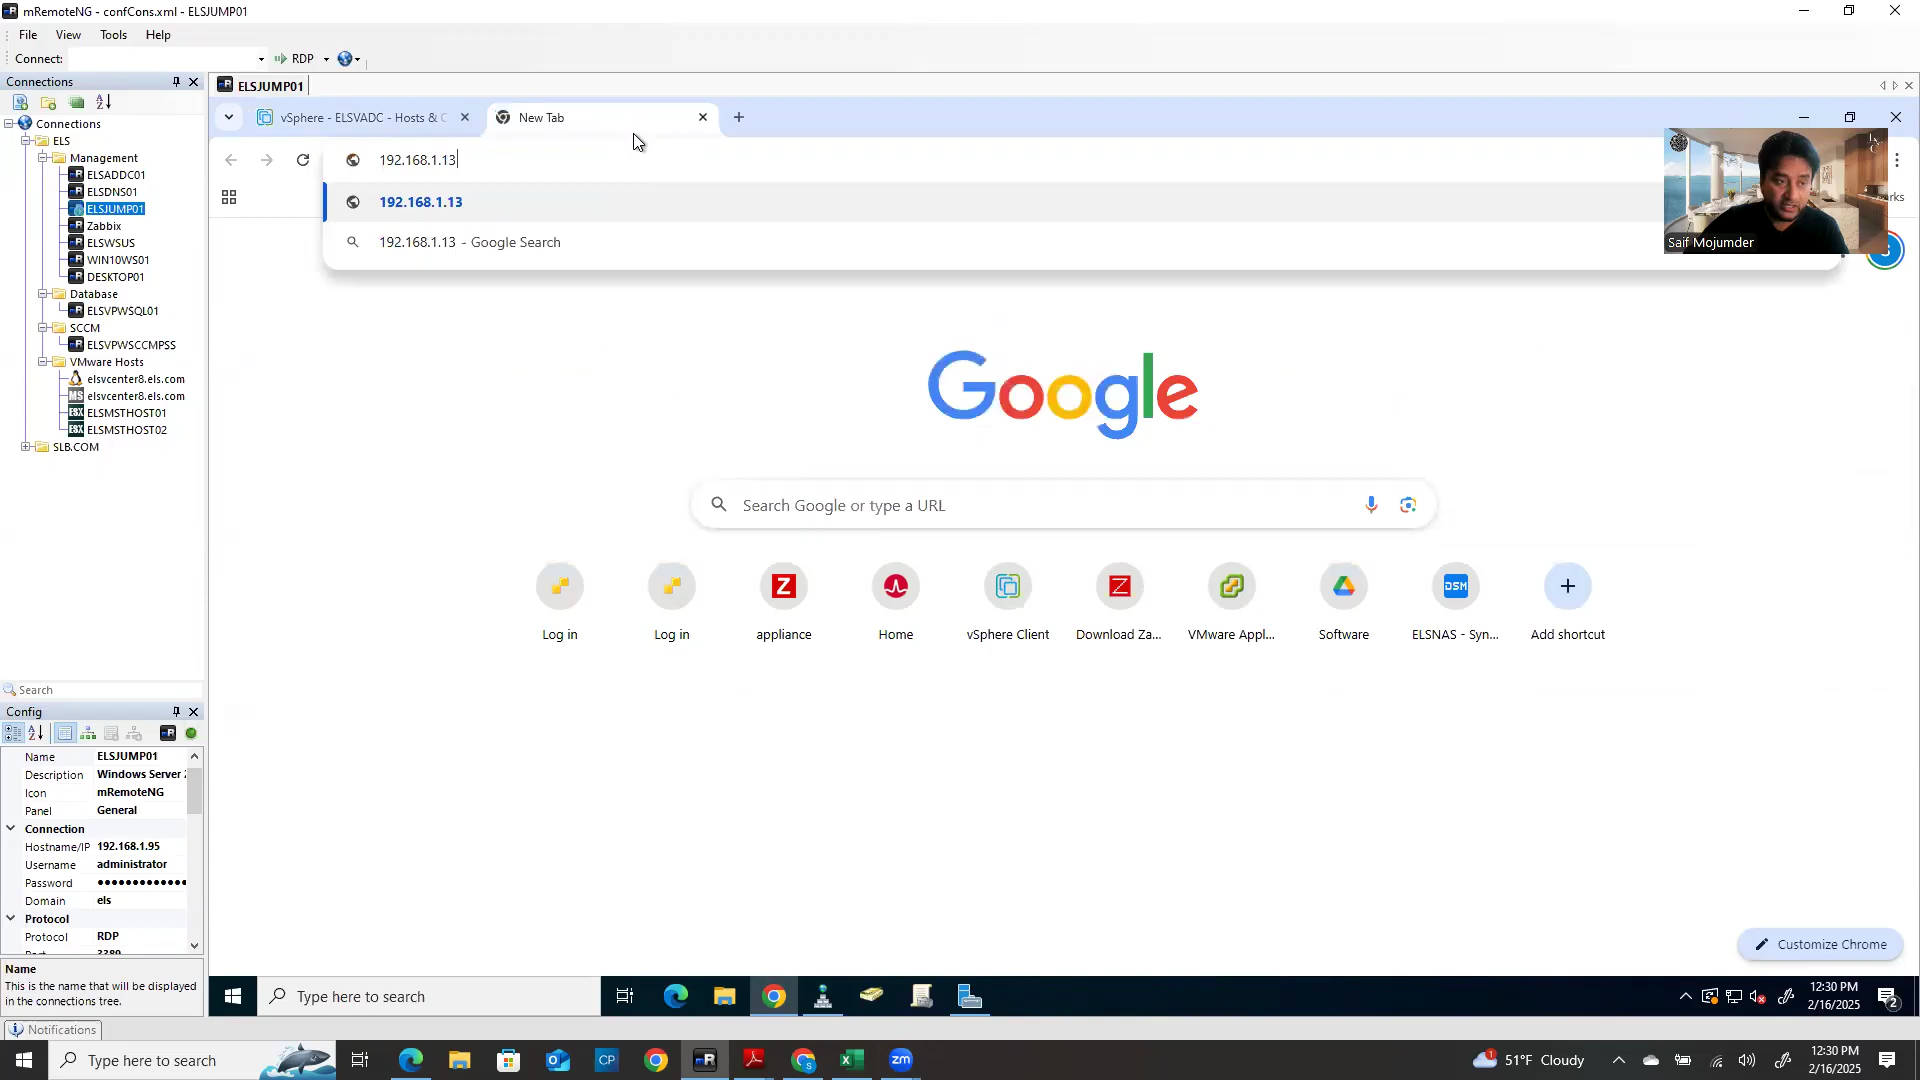 mRemoteNG - confCons.xml - ELSJUMP01
File View Tools Help
Connect: RDP
Connections
ELSJUMP01
Connections
ELS
Management
ELSADDC01
ELSDNS01
ELSJUMP01
Zabbix
ELSWSUS
WIN10WS01
DESKTOP01
Database
ELSVPWSQL01
SCCM
ELSVPWSCCMPSS
VMware Hosts
elsvcenter8.els.com
elsvcenter8.els.com
ELSMSTHOST01
ELSMSTHOST02
SLB.COM
vSphere - ELSVADC - Hosts & C
New Tab
192.168.1.13
192.168.1.13
192.168.1.13 - Google Search
Saif Mojumder
Google
Search Google or type a URL
Log in
Log in
appliance
Home
vSphere Client
Download Za...
VMware Appl...
Software
DSM
ELSNAS - Syn...
Add shortcut
Customize Chrome
Search
Config
Name ELSJUMP01
Description Windows Server
Icon mRemoteNG
Panel General
Connection
Hostname/IP 192.168.1.95
Username administrator
Password ••••••••••••••
Domain els
Protocol
Protocol RDP
Port 3389
Name
This is the name that will be displayed
in the connections tree.
Notifications
Type here to search
12:30 PM
2/16/2025
2
Type here to search
CP
zm
51°F Cloudy
12:30 PM
2/16/2025